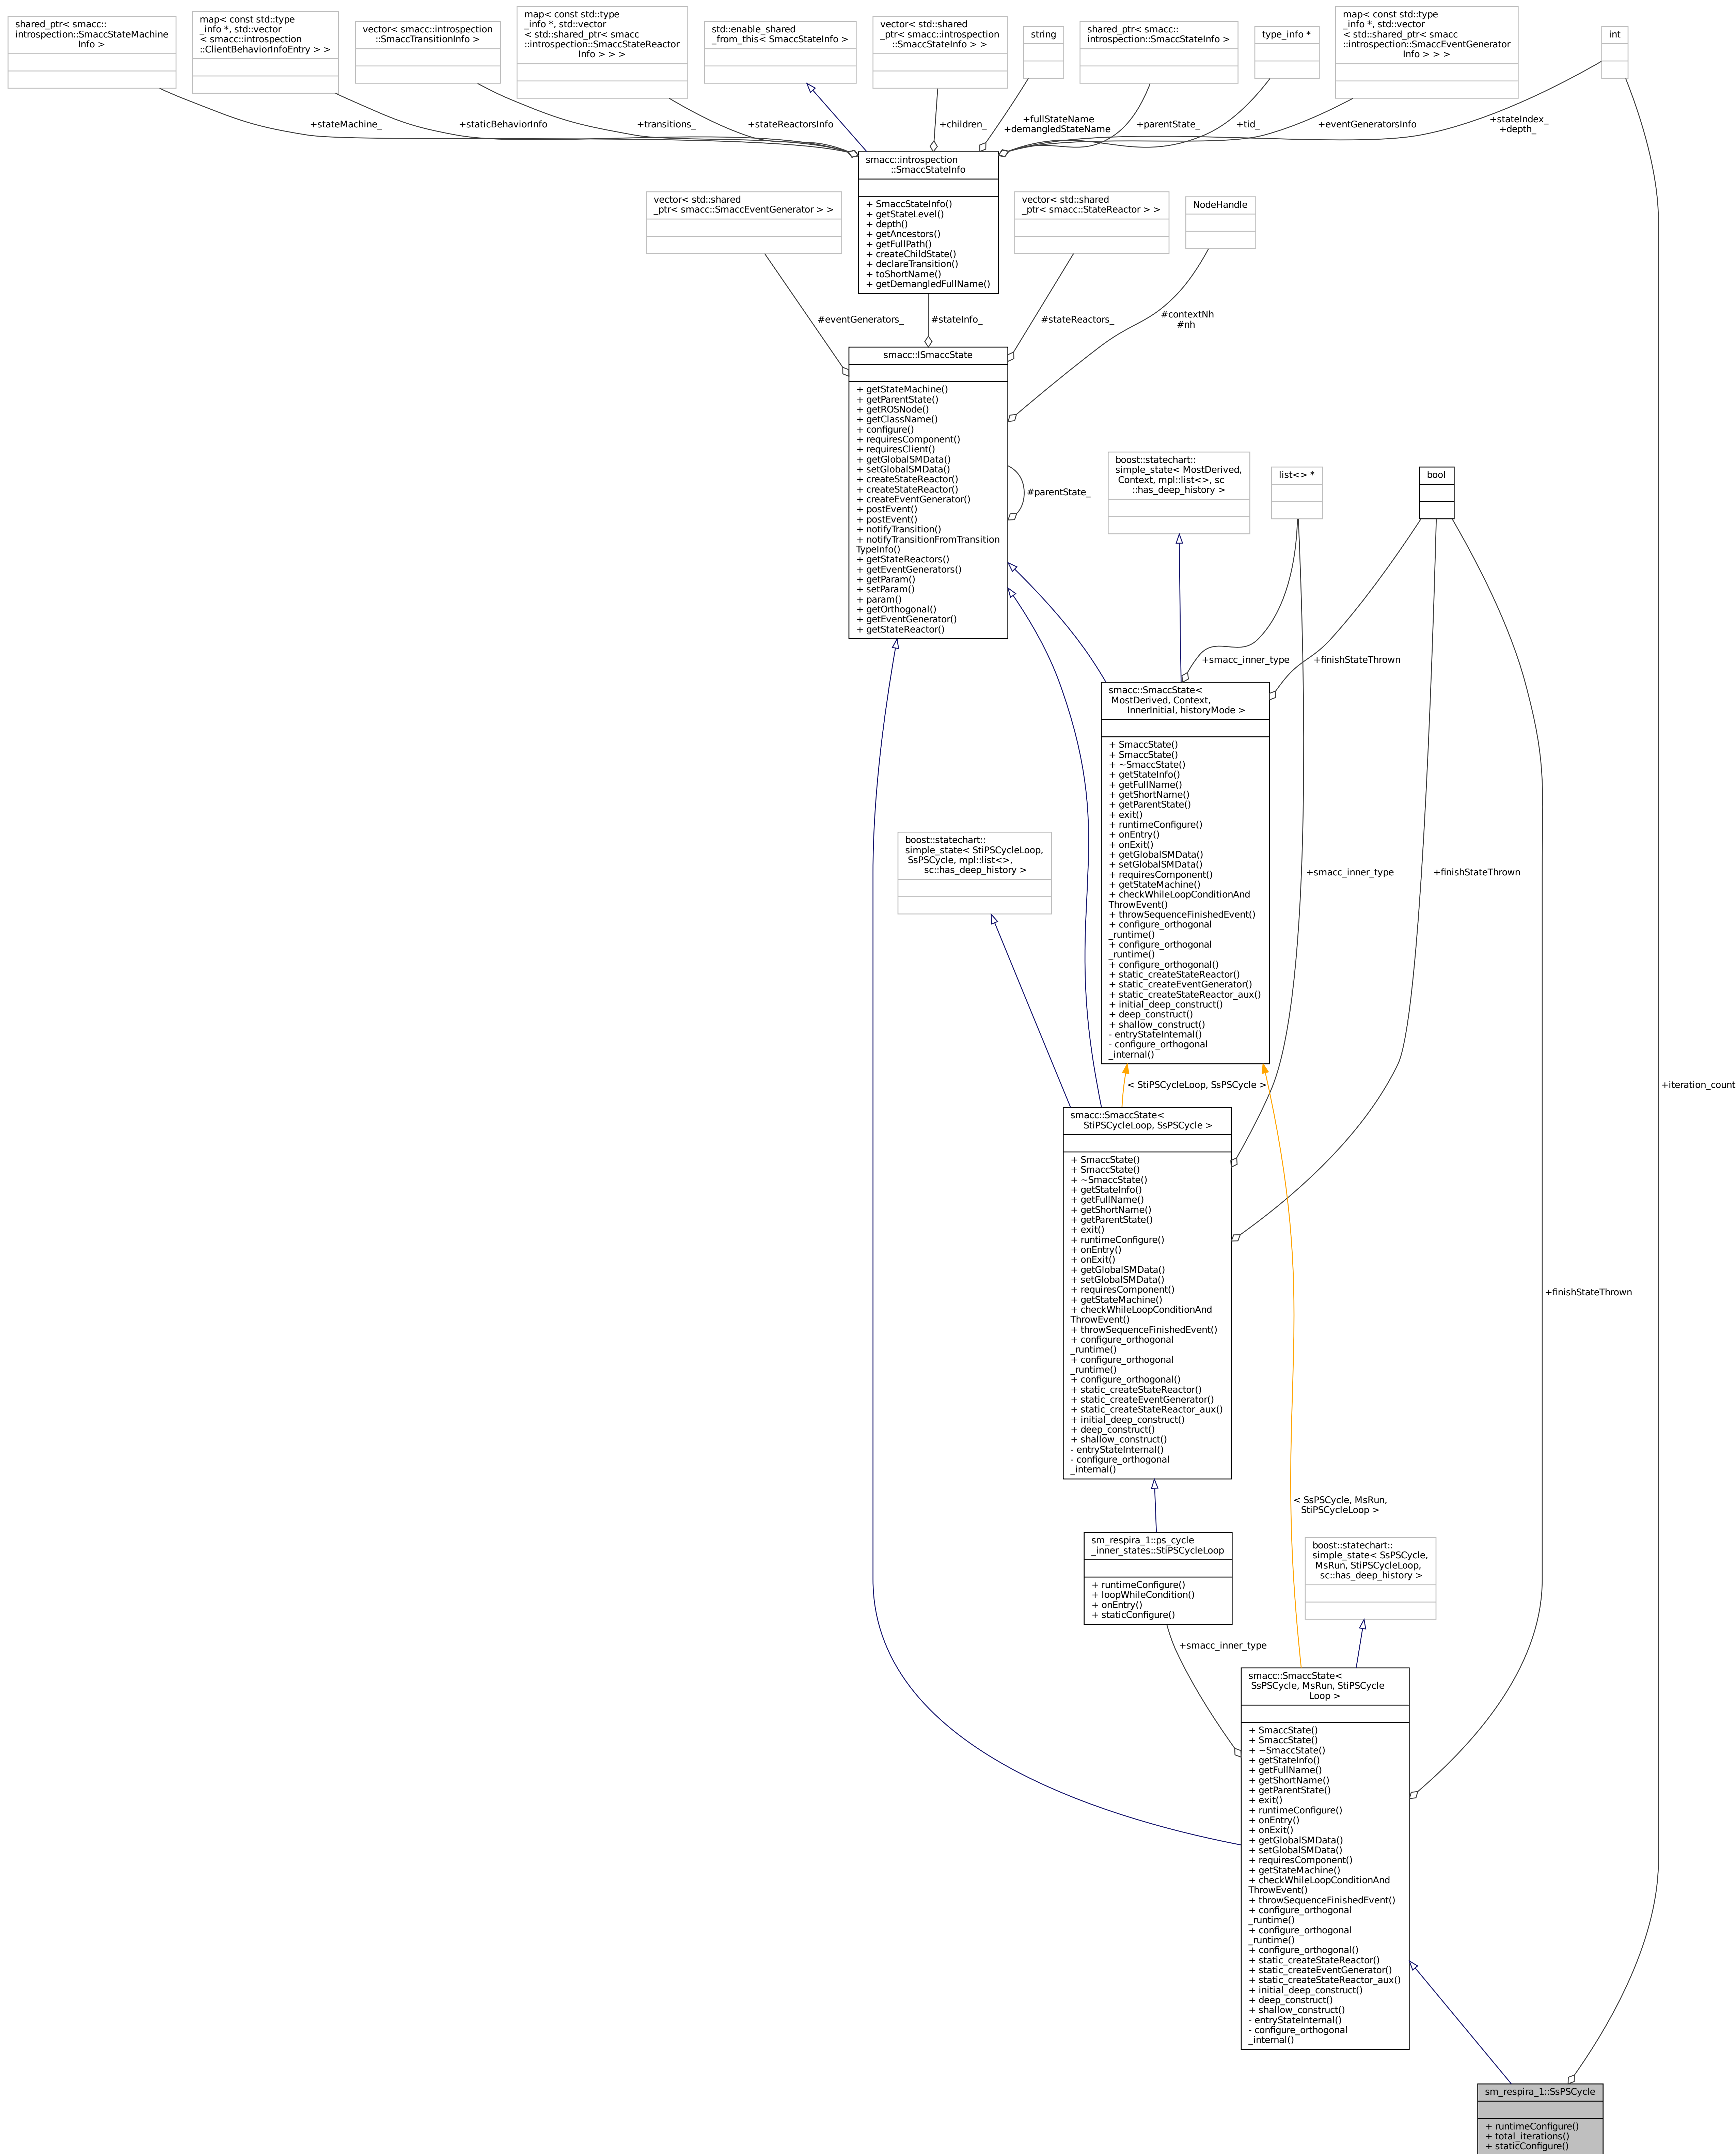 shared_ptr< smacc::
introspection::SmaccStateMachine
Info >
map< const std::type
_info *, std::vector
< smacc::introspection
::ClientBehaviorInfoEntry > >
vector< smacc::introspection
::SmaccTransitionInfo >
map< const std::type
_info *, std::vector
< std::shared_ptr< smacc
::introspection::SmaccStateReactor
Info > > >
std::enable_shared
_from_this< SmaccStateInfo >
vector< std::shared
_ptr< smacc::introspection
::SmaccStateInfo > >
string
shared_ptr< smacc::
introspection::SmaccStateInfo >
type_info *
map< const std::type
_info *, std::vector
< std::shared_ptr< smacc
::introspection::SmaccEventGenerator
Info > > >
int
+stateMachine_
+staticBehaviorInfo
+transitions_
+stateReactorsInfo
+children_
+fullStateName
+demangledStateName
+parentState_
+tid_
+eventGeneratorsInfo
+stateIndex_
+depth_
smacc::introspection
::SmaccStateInfo
+ SmaccStateInfo()
+ getStateLevel()
+ depth()
+ getAncestors()
+ getFullPath()
+ createChildState()
+ declareTransition()
+ toShortName()
+ getDemangledFullName()
vector< std::shared
_ptr< smacc::SmaccEventGenerator > >
vector< std::shared
_ptr< smacc::StateReactor > >
NodeHandle
#eventGenerators_
#stateInfo_
#stateReactors_
#contextNh
#nh
smacc::ISmaccState
+ getStateMachine()
+ getParentState()
+ getROSNode()
+ getClassName()
+ configure()
+ requiresComponent()
+ requiresClient()
+ getGlobalSMData()
+ setGlobalSMData()
+ createStateReactor()
+ createStateReactor()
+ createEventGenerator()
+ postEvent()
+ postEvent()
+ notifyTransition()
+ notifyTransitionFromTransition
TypeInfo()
+ getStateReactors()
+ getEventGenerators()
+ getParam()
+ setParam()
+ param()
+ getOrthogonal()
+ getEventGenerator()
+ getStateReactor()
#parentState_
boost::statechart::
simple_state< MostDerived,
Context, mpl::list<>, sc
::has_deep_history >
list<> *
bool
+smacc_inner_type
+finishStateThrown
smacc::SmaccState<
MostDerived, Context,
InnerInitial, historyMode >
+ SmaccState()
+ SmaccState()
+ ~SmaccState()
+ getStateInfo()
+ getFullName()
+ getShortName()
+ getParentState()
+ exit()
+ runtimeConfigure()
+ onEntry()
+ onExit()
+ getGlobalSMData()
+ setGlobalSMData()
+ requiresComponent()
+ getStateMachine()
+ checkWhileLoopConditionAnd
ThrowEvent()
+ throwSequenceFinishedEvent()
+ configure_orthogonal
_runtime()
+ configure_orthogonal
_runtime()
+ configure_orthogonal()
+ static_createStateReactor()
+ static_createEventGenerator()
+ static_createStateReactor_aux()
+ initial_deep_construct()
+ deep_construct()
+ shallow_construct()
- entryStateInternal()
- configure_orthogonal
_internal()
boost::statechart::
simple_state< StiPSCycleLoop,
SsPSCycle, mpl::list<>,
sc::has_deep_history >
+smacc_inner_type
+finishStateThrown
< StiPSCycleLoop, SsPSCycle >
+iteration_count
smacc::SmaccState<
StiPSCycleLoop, SsPSCycle >
+ SmaccState()
+ SmaccState()
+ ~SmaccState()
+ getStateInfo()
+ getFullName()
+ getShortName()
+ getParentState()
+ exit()
+ runtimeConfigure()
+ onEntry()
+ onExit()
+ getGlobalSMData()
+ setGlobalSMData()
+ requiresComponent()
+ getStateMachine()
+ checkWhileLoopConditionAnd
ThrowEvent()
+ throwSequenceFinishedEvent()
+ configure_orthogonal
_runtime()
+ configure_orthogonal
_runtime()
+ configure_orthogonal()
+ static_createStateReactor()
+ static_createEventGenerator()
+ static_createStateReactor_aux()
+ initial_deep_construct()
+ deep_construct()
+ shallow_construct()
- entryStateInternal()
- configure_orthogonal
_internal()
+finishStateThrown
< SsPSCycle, MsRun,
StiPSCycleLoop >
sm_respira_1::ps_cycle
_inner_states::StiPSCycleLoop
+ runtimeConfigure()
+ loopWhileCondition()
+ onEntry()
+ staticConfigure()
boost::statechart::
simple_state< SsPSCycle,
MsRun, StiPSCycleLoop,
sc::has_deep_history >
+smacc_inner_type
smacc::SmaccState<
SsPSCycle, MsRun, StiPSCycle
Loop >
+ SmaccState()
+ SmaccState()
+ ~SmaccState()
+ getStateInfo()
+ getFullName()
+ getShortName()
+ getParentState()
+ exit()
+ runtimeConfigure()
+ onEntry()
+ onExit()
+ getGlobalSMData()
+ setGlobalSMData()
+ requiresComponent()
+ getStateMachine()
+ checkWhileLoopConditionAnd
ThrowEvent()
+ throwSequenceFinishedEvent()
+ configure_orthogonal
_runtime()
+ configure_orthogonal
_runtime()
+ configure_orthogonal()
+ static_createStateReactor()
+ static_createEventGenerator()
+ static_createStateReactor_aux()
+ initial_deep_construct()
+ deep_construct()
+ shallow_construct()
- entryStateInternal()
- configure_orthogonal
_internal()
sm_respira_1::SsPSCycle
+ runtimeConfigure()
+ total_iterations()
+ staticConfigure()